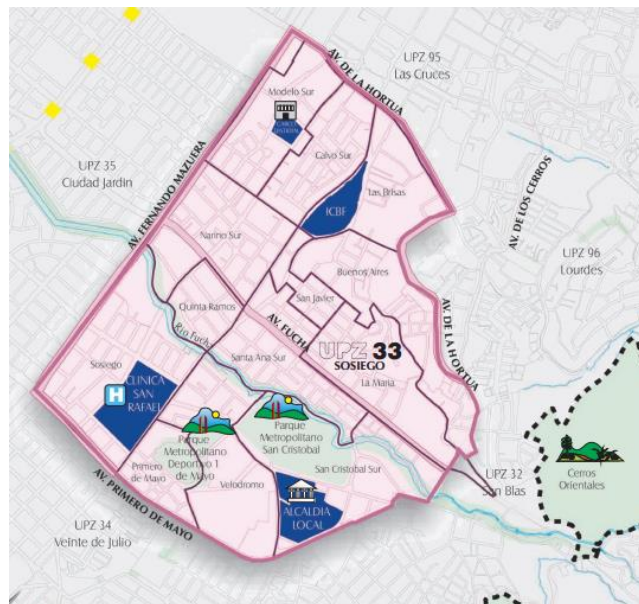 UPZ 95
Las Cruces
AV. DE LA HORTUA
Modelo Sur
CARCEL
DISTRITAL
UPZ 35
Ciudad Jardin
AV. FERNANDO MAZUERA
Calvo Sur
Las Brisas
ICBF
AV. DE LOS CERROS
Narino Sur
UPZ 96
Lourdes
Buenos Aires
San Javier
Quinta Ramos
AV. FUCHA
Río Fucha
AV. DE LA HORTUA
UPZ 33
SOSIEGO
Santa Ana Sur
Sosiego
La Maria
H
CLINICA
SAN
RAFAEL
Parque
Metropolitano
San Cristobal
Parque
Metropolitano
Deportivo 1
de Mayo
Primero
de Mayo
San Cristobal Sur
Velodromo
UPZ 32
San Blas
Cerros
Orientales
ALCALDIA
LOCAL
AV. PRIMERO DE MAYO
UPZ 34
Veinte de Julio